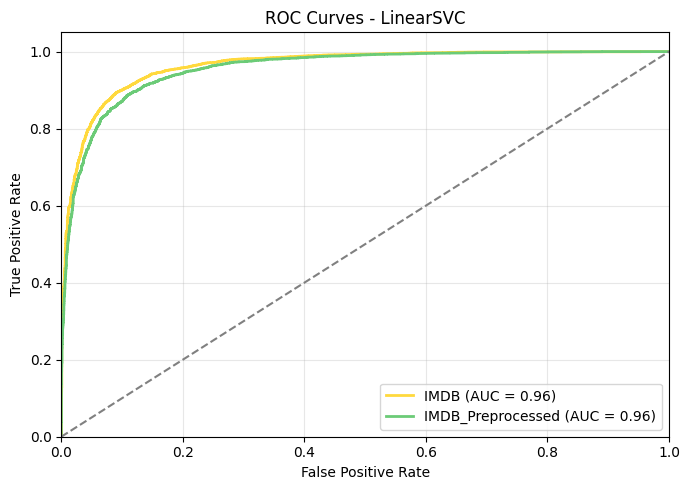 ROC Curves - LinearSVC
1.0
0.8
0.6
0.4
0.2
0.0
True Positive Rate
IMDB (AUC = 0.96)
IMDB_Preprocessed (AUC = 0.96)
0.0 0.2 0.4 0.6 0.8 1.0
False Positive Rate